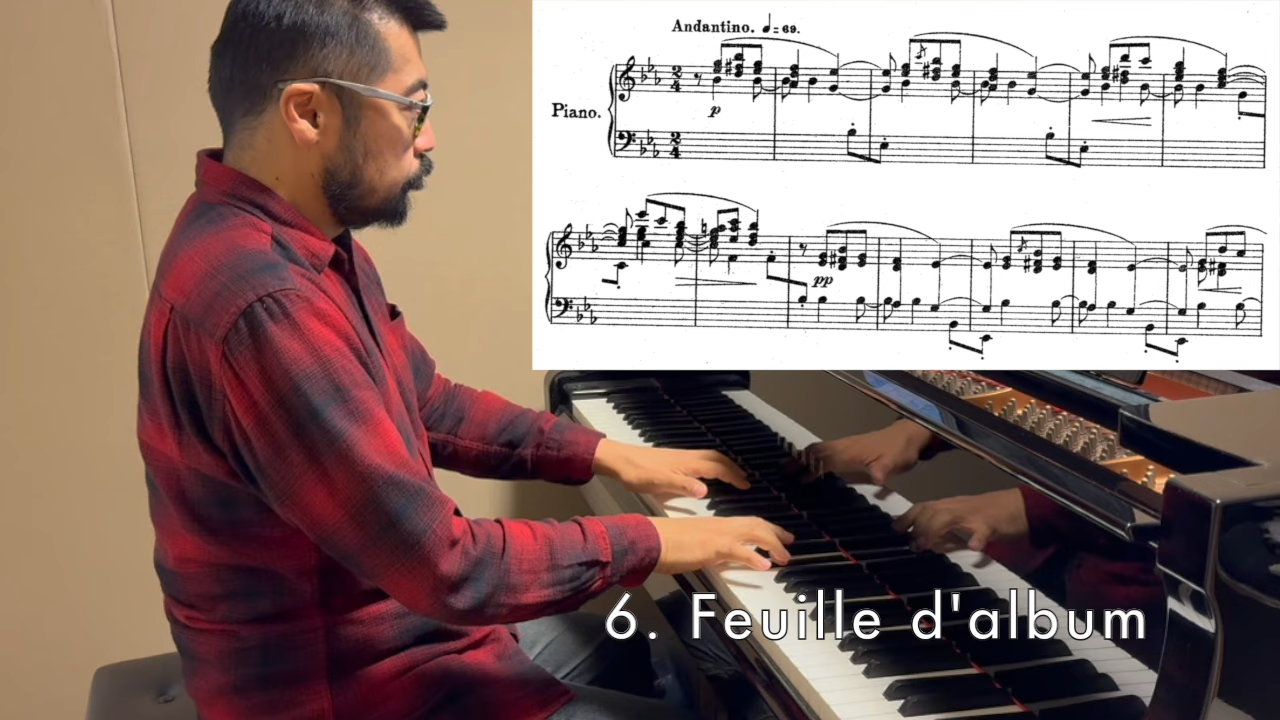 Andantino. ♩= 69.
Piano.
p
pp
6. Feuille d'album